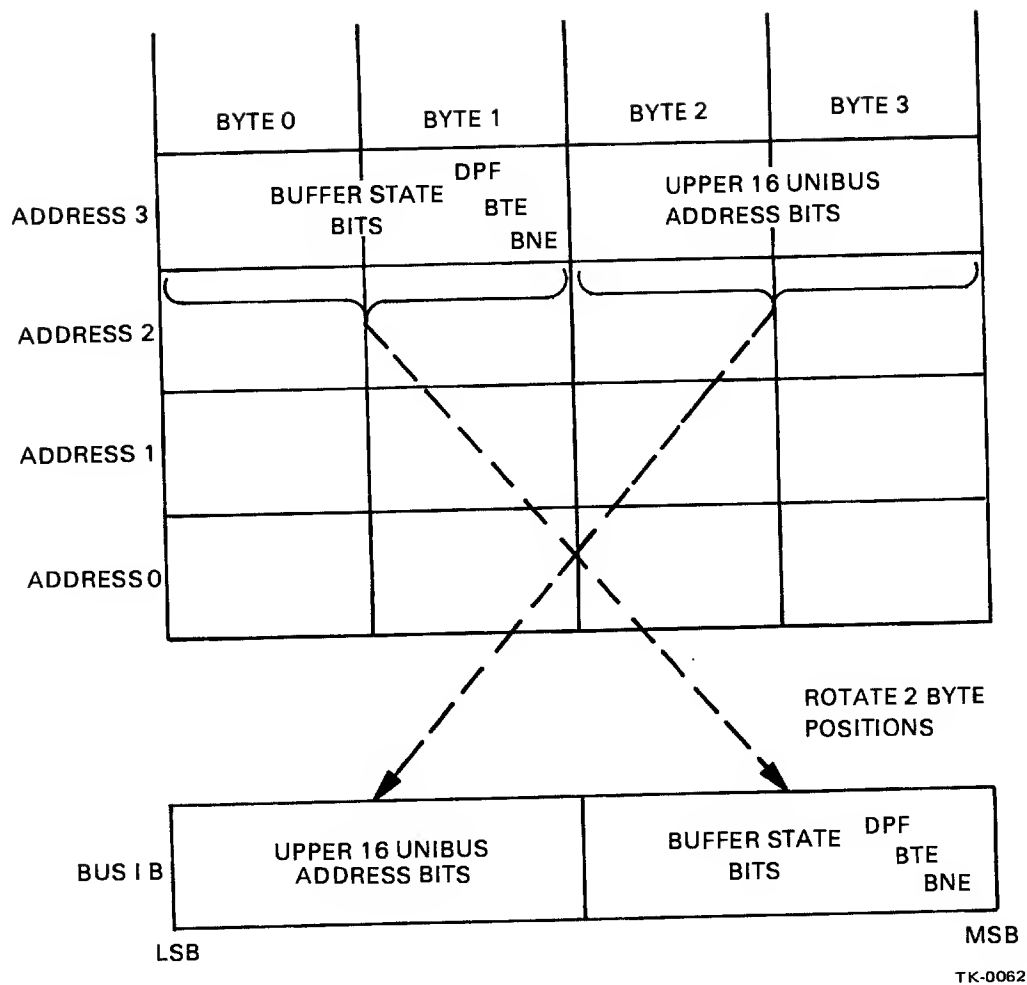 BYTE 0 BYTE 1 BYTE 2 BYTE 3
ADDRESS 3
BUFFER STATE DPF
BITS BTE
BNE
UPPER 16 UNIBUS
ADDRESS BITS
ADDRESS 2
ADDRESS 1
ADDRESS 0
ROTATE 2 BYTE
POSITIONS
BUS I B
UPPER 16 UNIBUS
ADDRESS BITS
BUFFER STATE DPF
BITS BTE
BNE
LSB
MSB
TK-0062